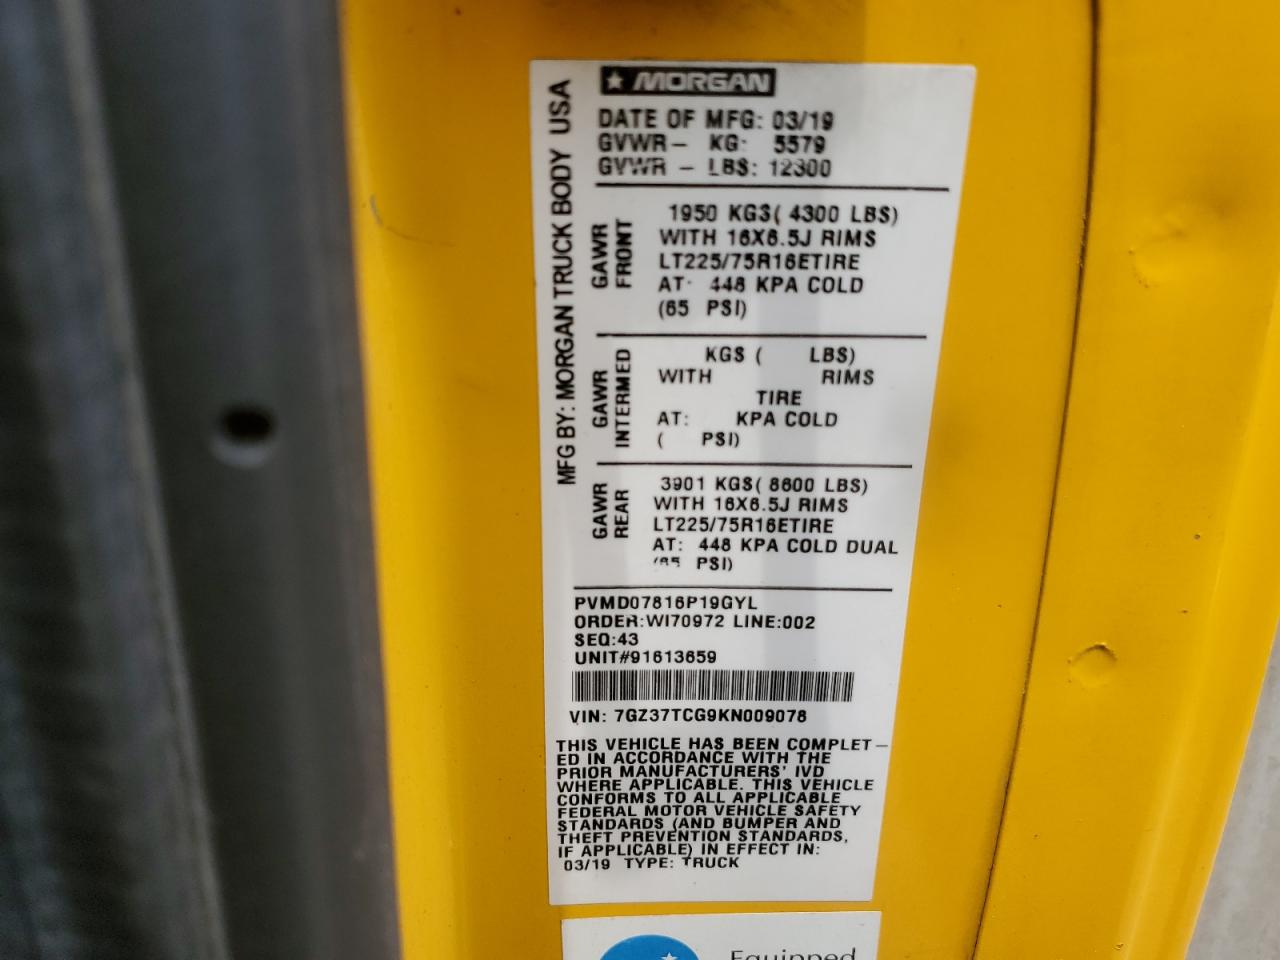 MORGAN
MFG BY: MORGAN TRUCK BODY USA
DATE OF MFG: 03/19
GVWR- KG: 5579
GVWR - LBS: 12300
GAWR
FRONT
1950 KGS( 4300 LBS)
WITH 16X6.5J RIMS
LT225/75R16ETIRE
AT: 448 KPA COLD
(65 PSI)
GAWR
INTERMED
KGS ( LBS)
WITH RIMS
TIRE
AT: KPA COLD
( PSI)
GAWR
REAR
3901 KGS( 8600 LBS)
WITH 16X6.5J RIMS
LT225/75R16ETIRE
AT: 448 KPA COLD DUAL
(65 PSI)
PVMD07816P19GYL
ORDER:WI70972 LINE:002
SEQ:43
UNIT#91613659
VIN: 7GZ37TCG9KN009078
THIS VEHICLE HAS BEEN COMPLET-
ED IN ACCORDANCE WITH THE
PRIOR MANUFACTURERS' IVD
WHERE APPLICABLE. THIS VEHICLE
CONFORMS TO ALL APPLICABLE
FEDERAL MOTOR VEHICLE SAFETY
STANDARDS (AND BUMPER AND
THEFT PREVENTION STANDARDS,
IF APPLICABLE) IN EFFECT IN:
03/19 TYPE: TRUCK
Equipped